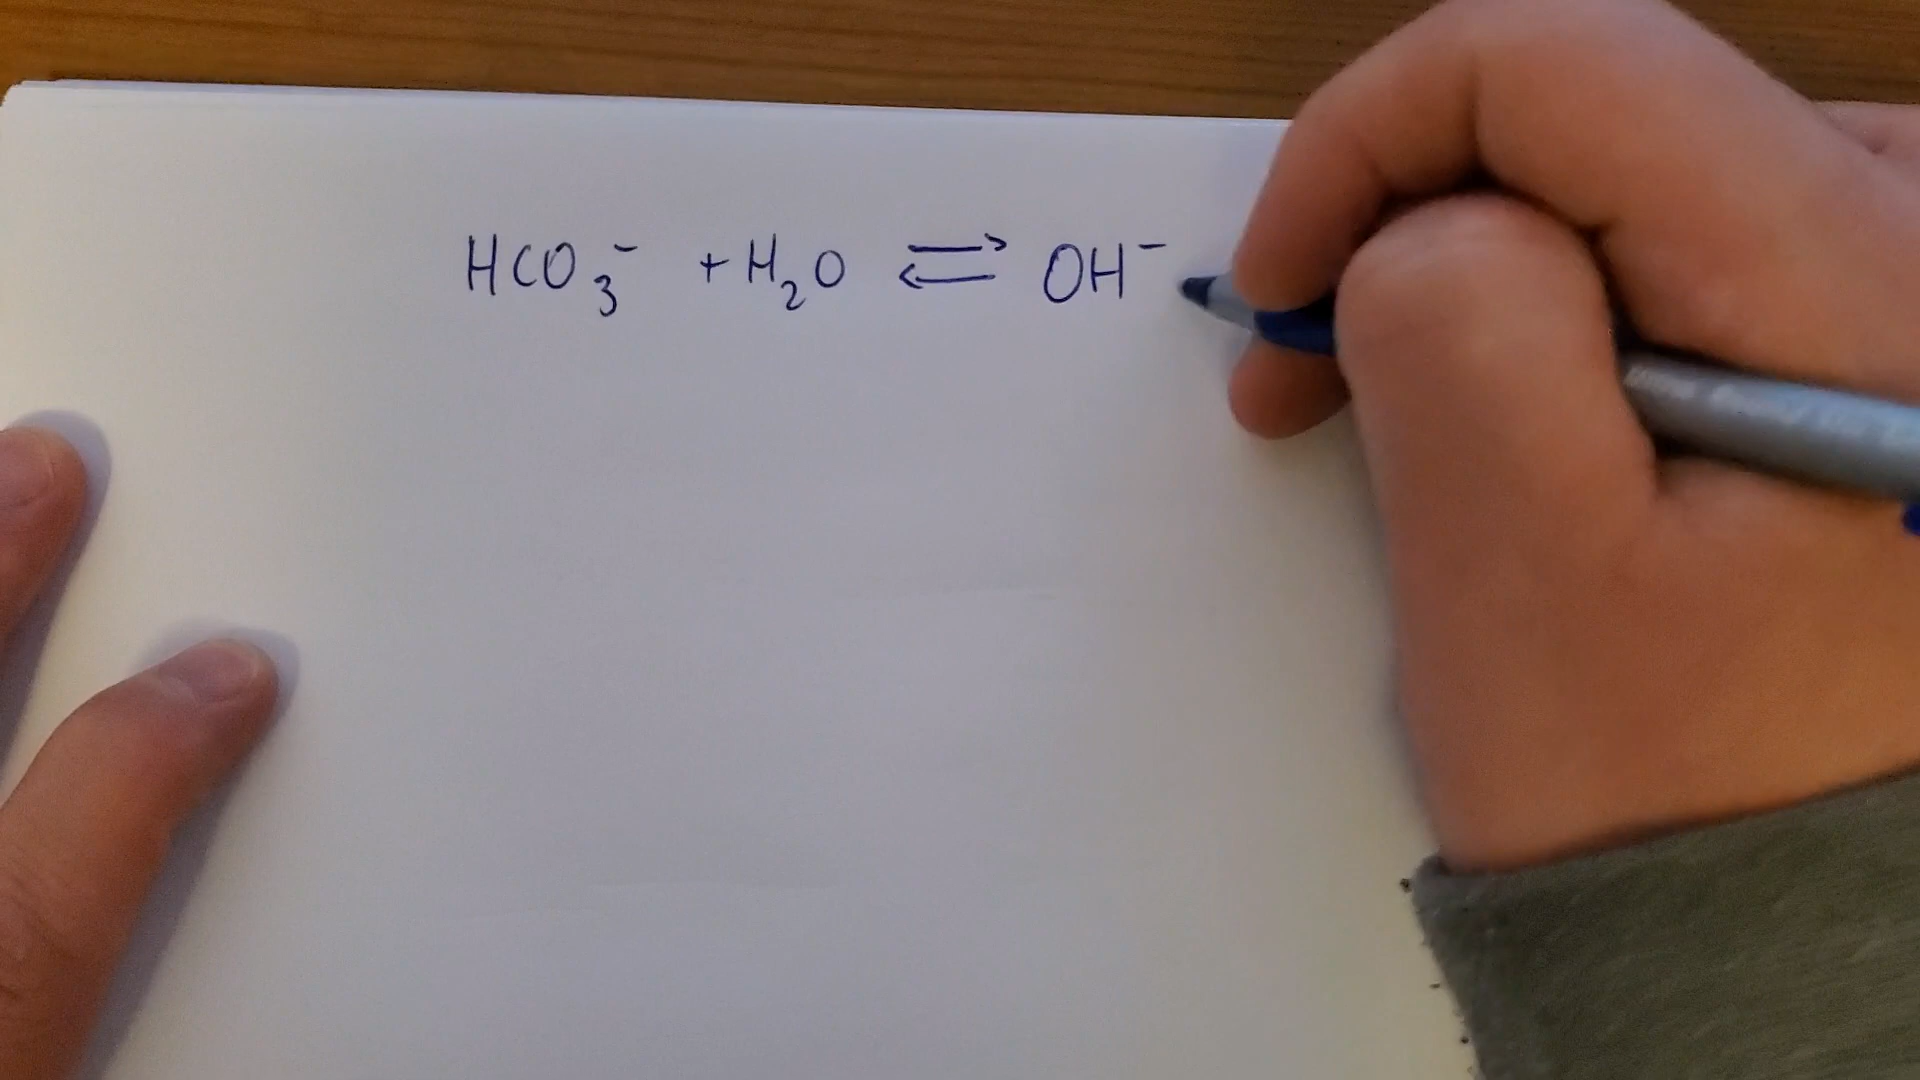 HCO₃⁻ + H₂O ⇌ OH⁻